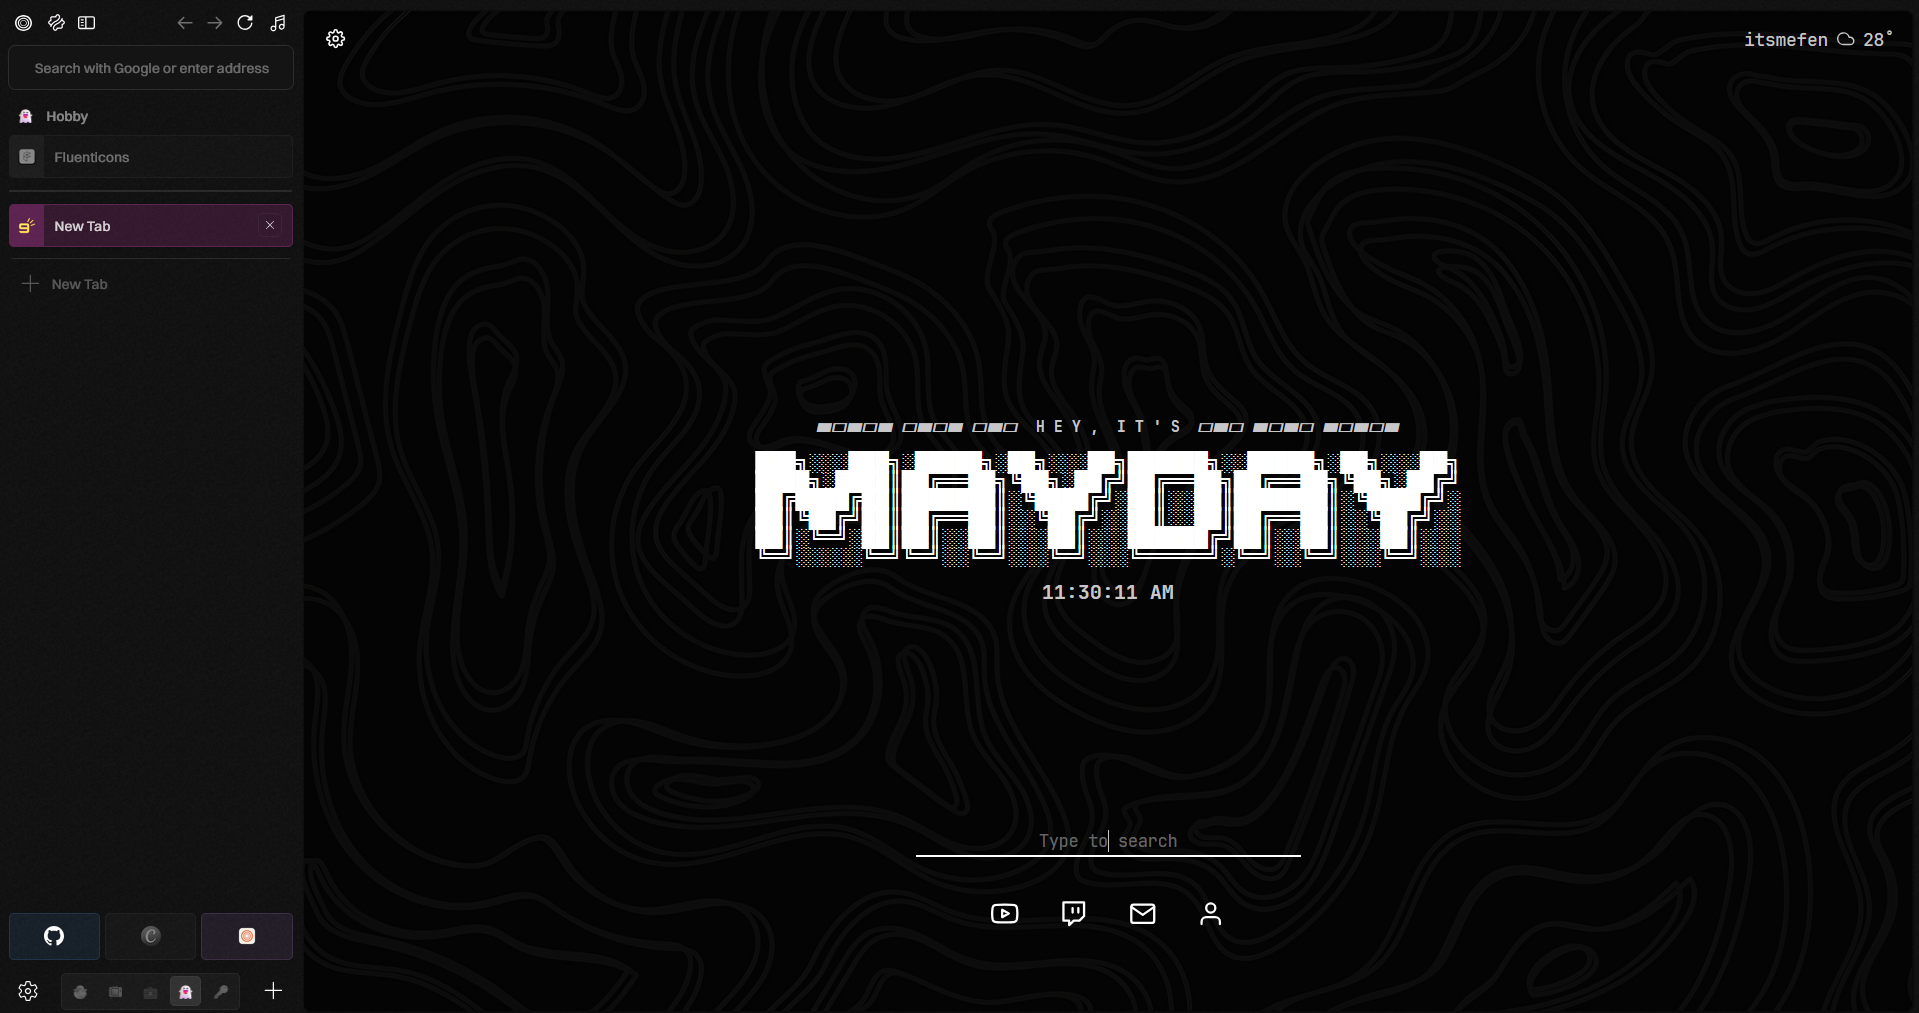 Search with Google or enter address
Hobby
Fluenticons
New Tab
New Tab
itsmefen 28°
HEY, IT'S
MAYDAY
11:30:11 AM
Type to search